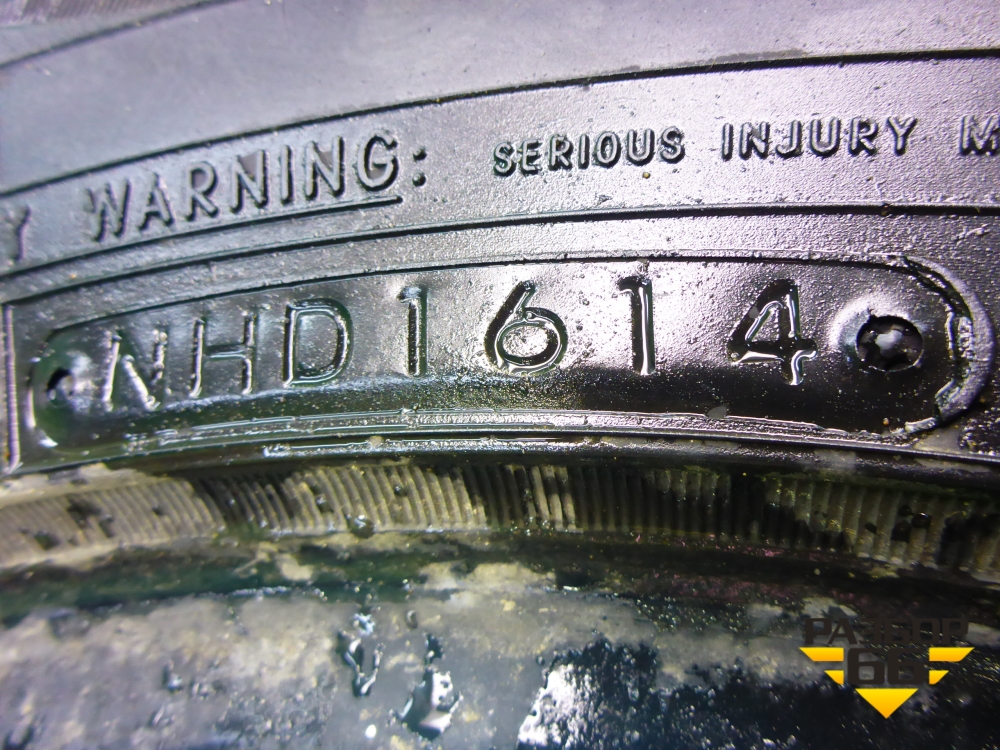 Y WARNING: SERIOUS INJURY M
NHD1614
РАЗБОР
66